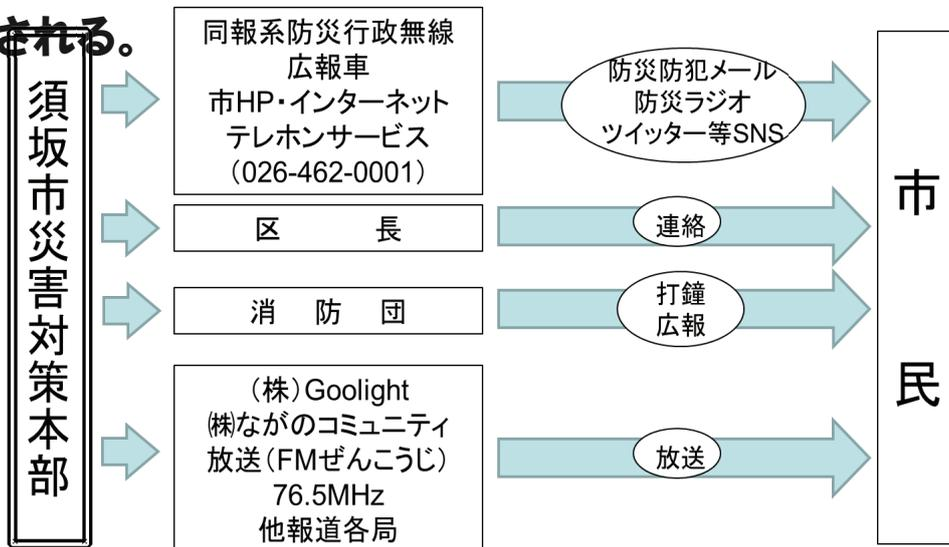 される。
須坂市災害対策本部
同報系防災行政無線
広報車
市HP・インターネット
テレホンサービス
（026-462-0001）
防災防犯メール
防災ラジオ
ツイッター等SNS
区　　　長
連絡
消　防　団
打鐘
広報
（株）Goolight
㈱ながのコミュニティ
放送（FMぜんこうじ）
76.5MHz
他報道各局
放送
市民